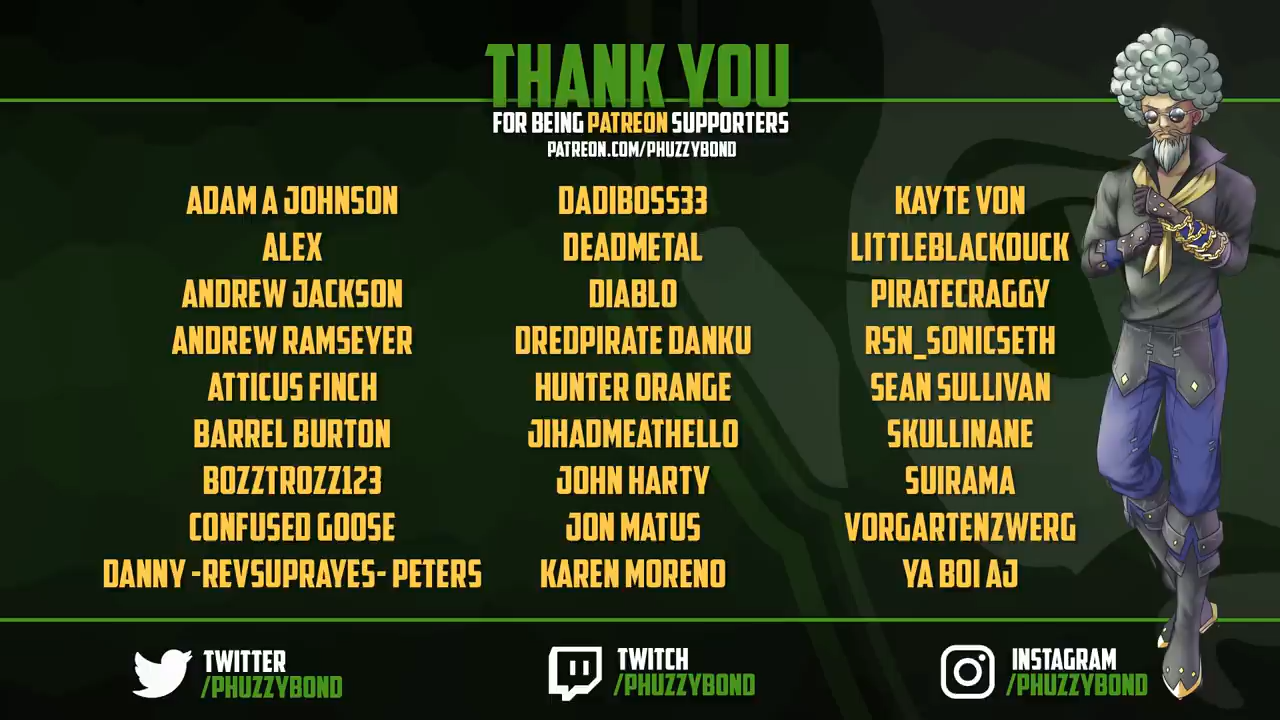 THANK YOU
FOR BEING PATREON SUPPORTERS
PATREON.COM/PHUZZYBOND
ADAM A JOHNSON
ALEX
ANDREW JACKSON
ANDREW RAMSEYER
ATTICUS FINCH
BARREL BURTON
BOZZTROZZ123
CONFUSED GOOSE
DANNY -REVSUPRAYES- PETERS
DADIBOSS33
DEADMETAL
DIABLO
DREDPIRATE DANKU
HUNTER ORANGE
JIHADMEATHELLO
JOHN HARTY
JON MATUS
KAREN MORENO
KAYTE VON
LITTLEBLACKDUCK
PIRATECRAGGY
RSN_SONICSETH
SEAN SULLIVAN
SKULLINANE
SUIRAMA
VORGARTENZWERG
YA BOI AJ
TWITTER
/PHUZZYBOND
TWITCH
/PHUZZYBOND
INSTAGRAM
/PHUZZYBOND